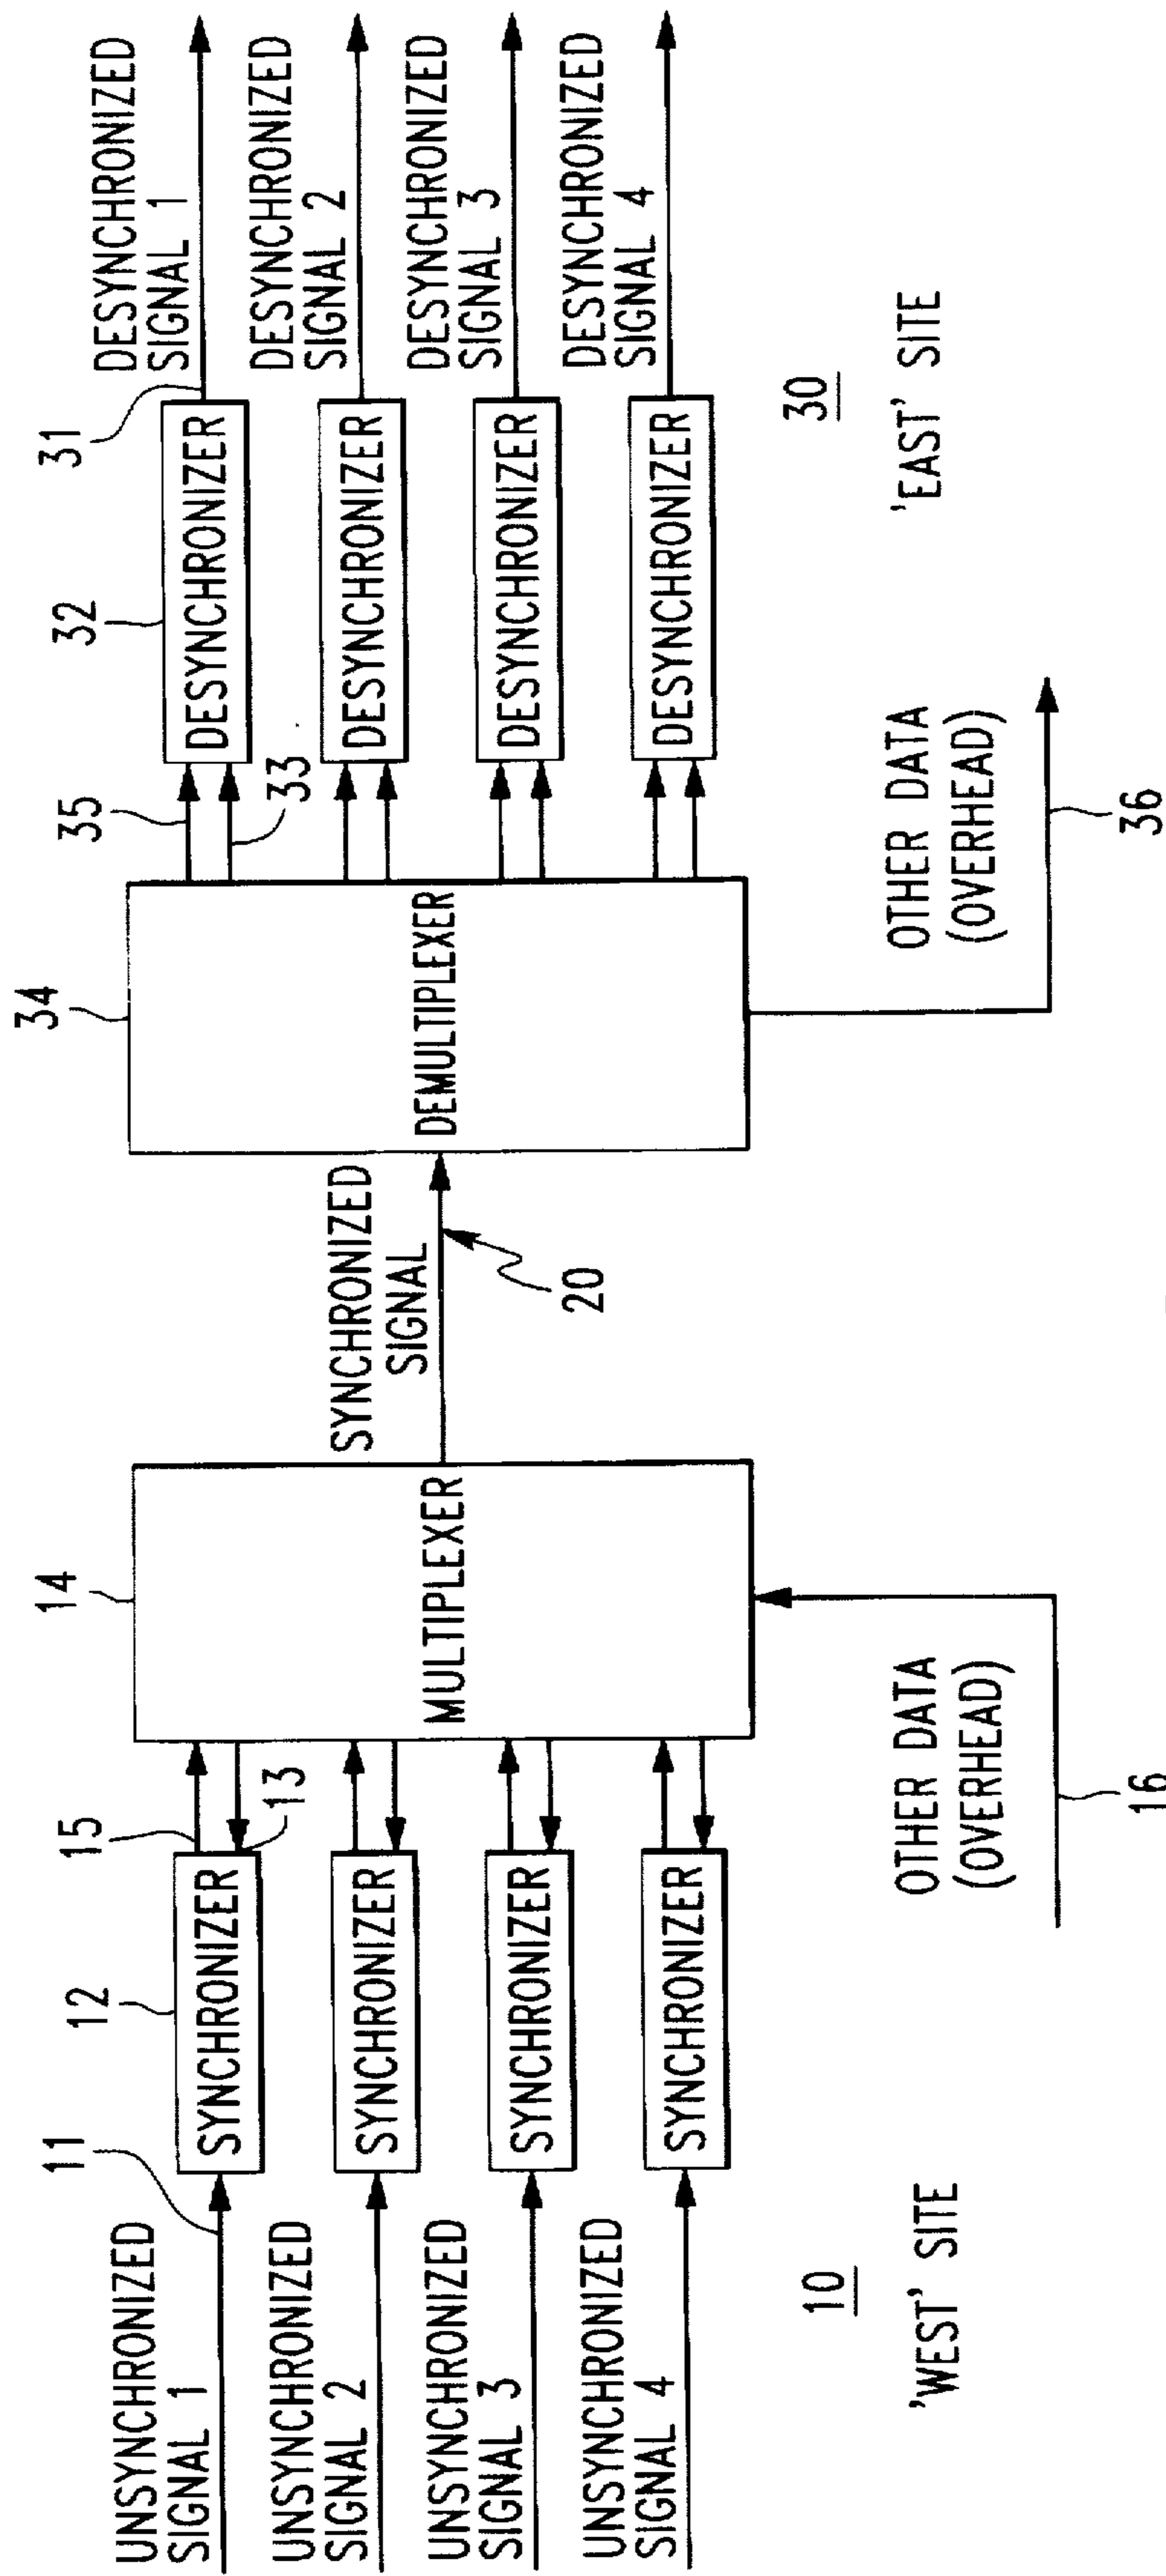 UNSYNCHRONIZED
SIGNAL 1
11
12
SYNCHRONIZER
15
13
UNSYNCHRONIZED
SIGNAL 2
SYNCHRONIZER
UNSYNCHRONIZED
SIGNAL 3
SYNCHRONIZER
UNSYNCHRONIZED
SIGNAL 4
SYNCHRONIZER
10
'WEST' SITE
14
MULTIPLEXER
OTHER DATA
(OVERHEAD)
16
SYNCHRONIZED
SIGNAL
20
34
DEMULTIPLEXER
OTHER DATA
(OVERHEAD)
36
35
33
32
DESYNCHRONIZER
31
DESYNCHRONIZED
SIGNAL 1
DESYNCHRONIZER
DESYNCHRONIZED
SIGNAL 2
DESYNCHRONIZER
DESYNCHRONIZED
SIGNAL 3
DESYNCHRONIZER
DESYNCHRONIZED
SIGNAL 4
30
'EAST' SITE